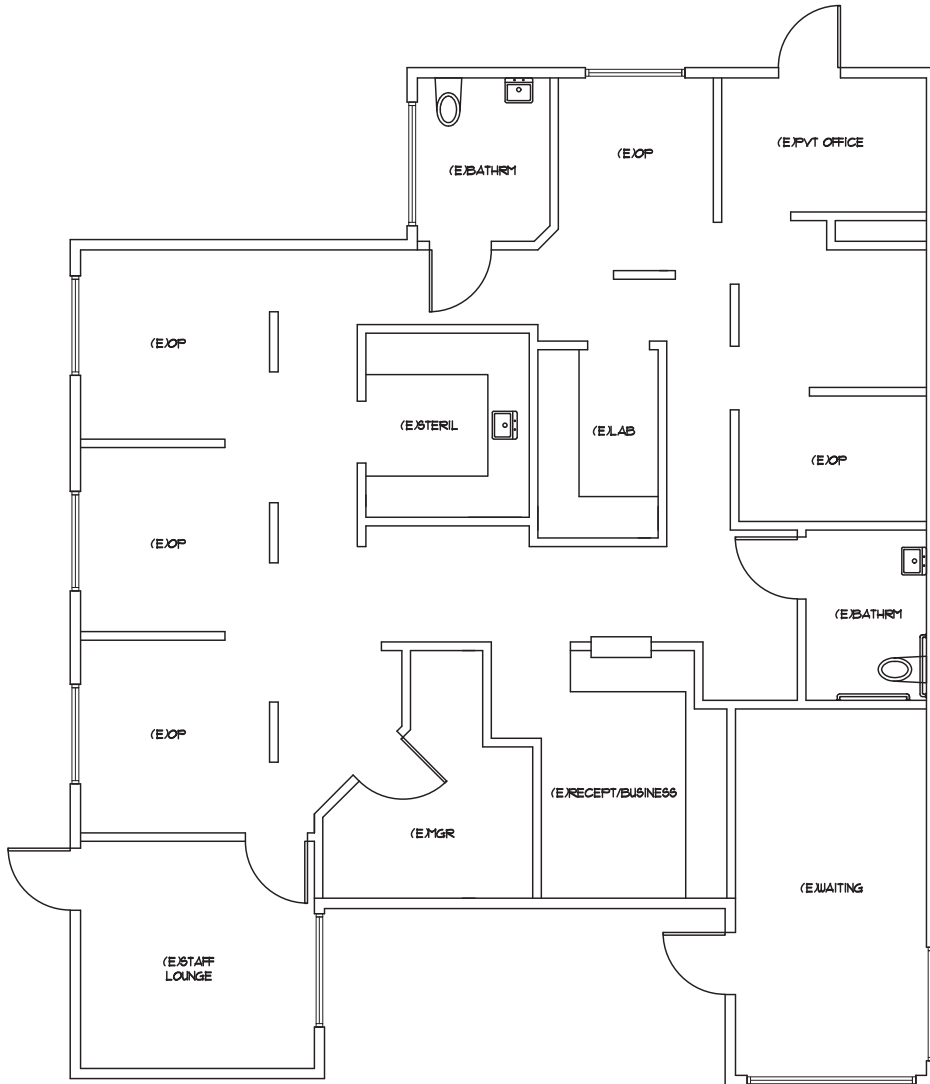 (E)PVT OFFICE
(E)OP
(E)BATHRM
(E)OP
(E)STERIL
(E)LAB
(E)OP
(E)OP
(E)BATHRM
(E)OP
(E)RECEPT/BUSINESS
(E)MGR
(E)WAITING
(E)STAFF
LOUNGE